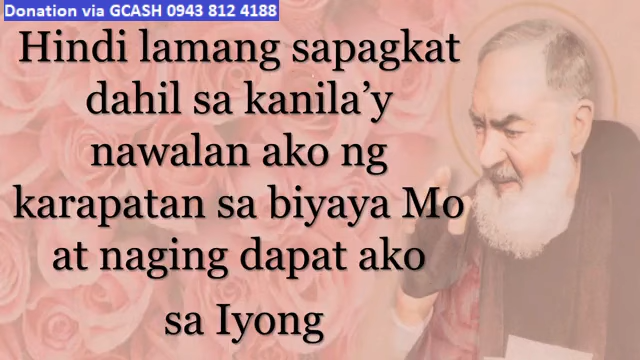 Donation via GCASH 0943 812 4188
Hindi lamang sapagkat
dahil sa kanila’y
nawalan ako ng
karapatan sa biyaya Mo
at naging dapat ako
sa Iyong